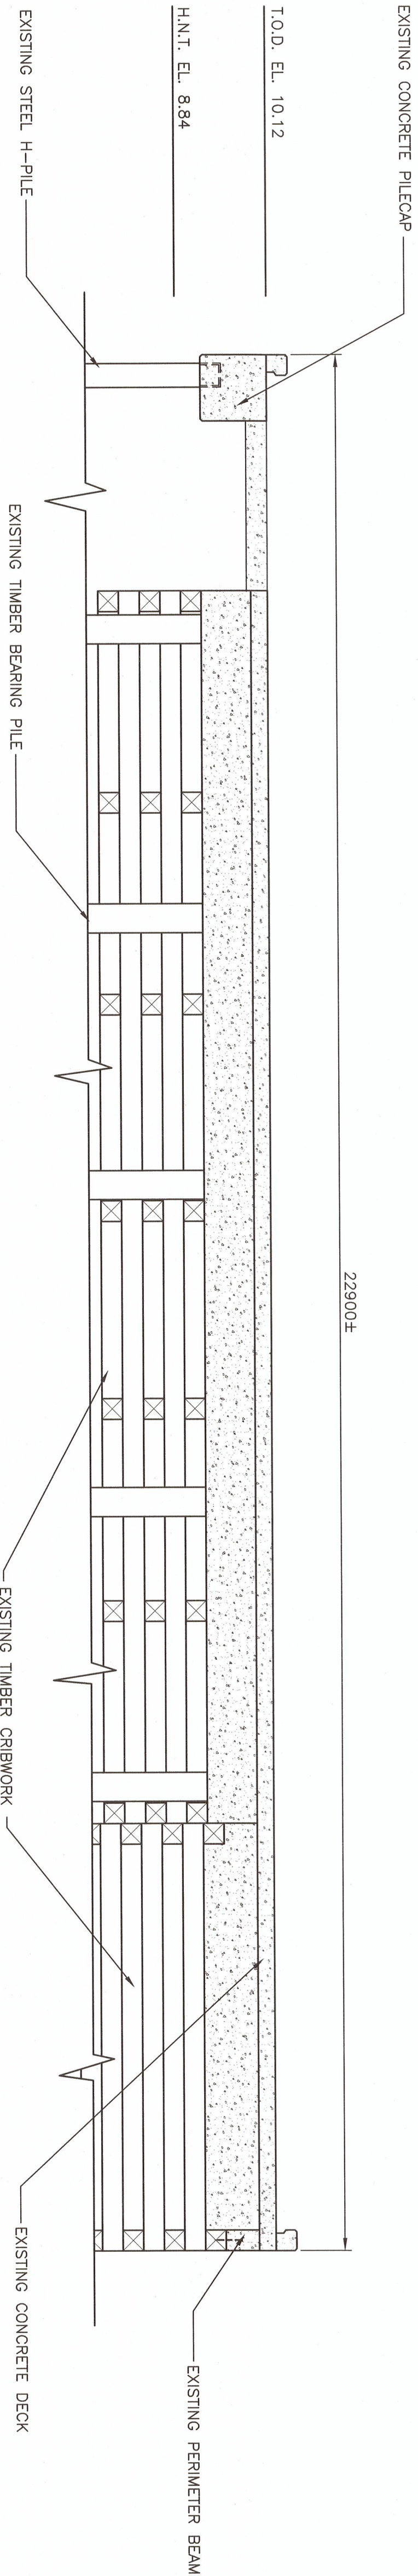 EXISTING CONCRETE PILECAP
T.O.D. EL. 10.12
H.N.T. EL. 8.84
EXISTING STEEL H-PILE
22900±
EXISTING TIMBER BEARING PILE
EXISTING TIMBER CRIBWORK
EXISTING CONCRETE DECK
EXISTING PERIMETER BEAM